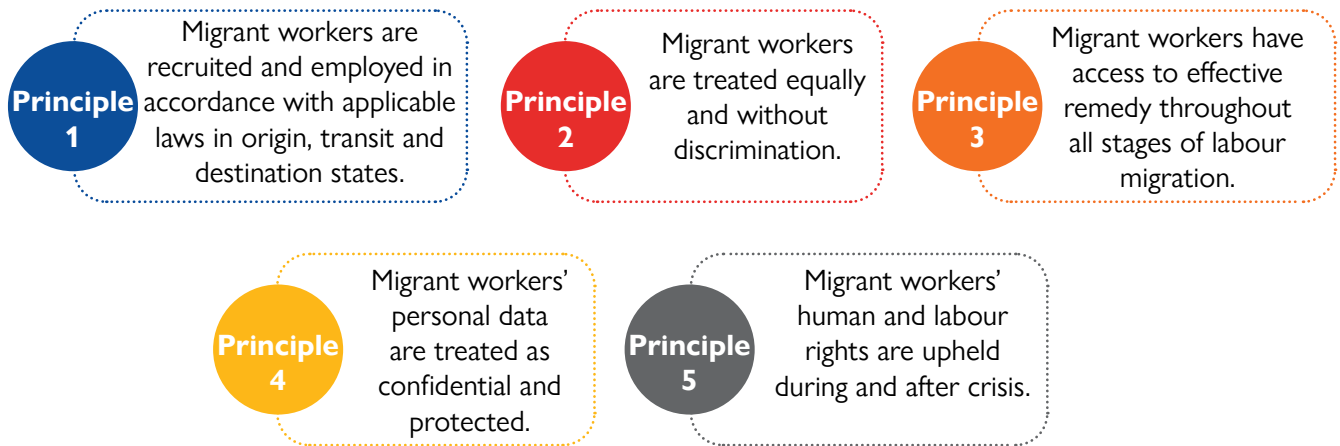 Principle
1
Migrant workers are
recruited and employed in
accordance with applicable
laws in origin, transit and
destination states.
Principle
2
Migrant workers
are treated equally
and without
discrimination.
Principle
3
Migrant workers have
access to effective
remedy throughout
all stages of labour
migration.
Principle
4
Migrant workers’
personal data
are treated as
confidential and
protected.
Principle
5
Migrant workers’
human and labour
rights are upheld
during and after crisis.